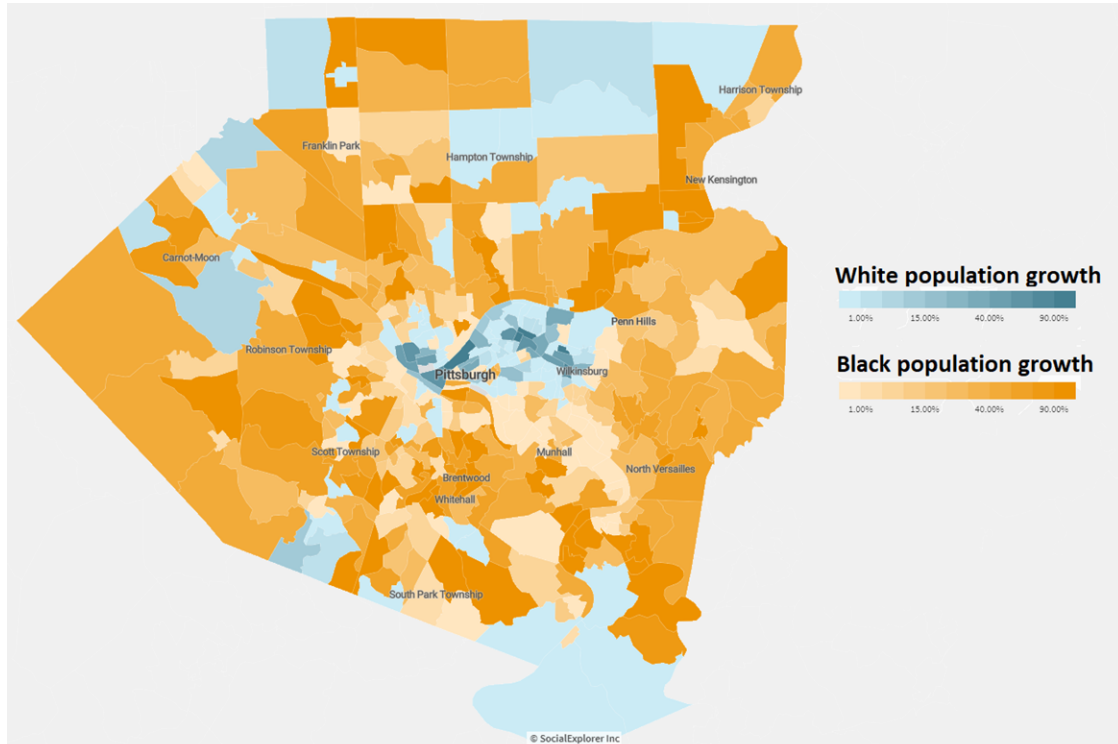 Harrison Township
Franklin Park
Hampton Township
New Kensington
Carnot-Moon
White population growth
1.00% 15.00% 40.00% 90.00%
Penn Hills
Robinson Township
Black population growth
Pittsburgh
Wilkinsburg
1.00% 15.00% 40.00% 90.00%
Scott Township
Munhall
North Versailles
Brentwood
Whitehall
South Park Township
© SocialExplorer Inc